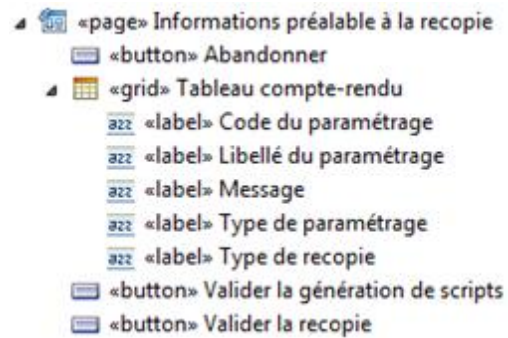 «page» Informations préalable à la recopie
«button» Abandonner
«grid» Tableau compte-rendu
«label» Code du paramétrage
«label» Libellé du paramétrage
«label» Message
«label» Type de paramétrage
«label» Type de recopie
«button» Valider la génération de scripts
«button» Valider la recopie